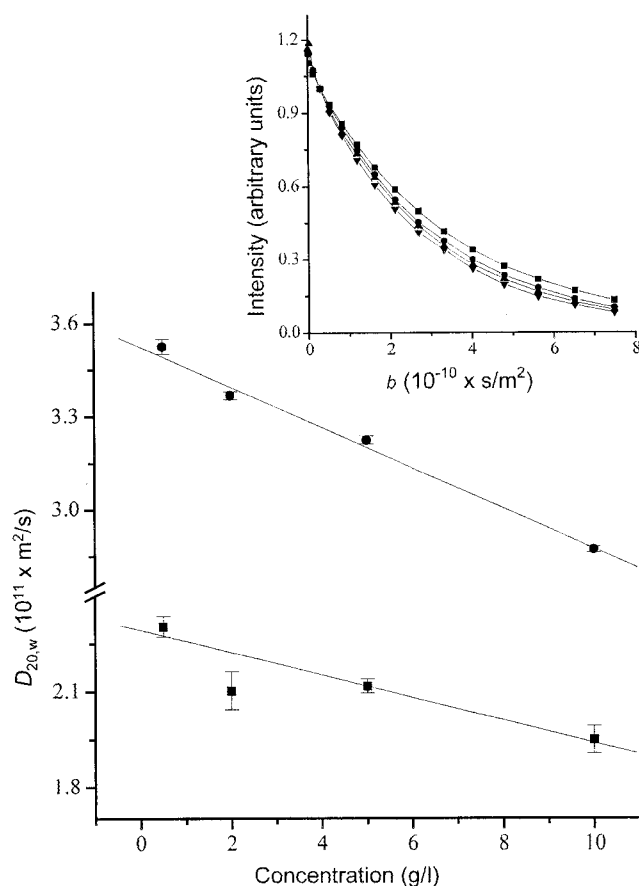 1.2
0.9
0.6
0.3
0.0
Intensity (arbitrary units)
0 2 4 6 8
b (10⁻¹⁰ x s/m²)
3.6
3.3
3.0
2.1
1.8
D20,w (10¹¹ x m²/s)
0 2 4 6 8 10
Concentration (g/l)